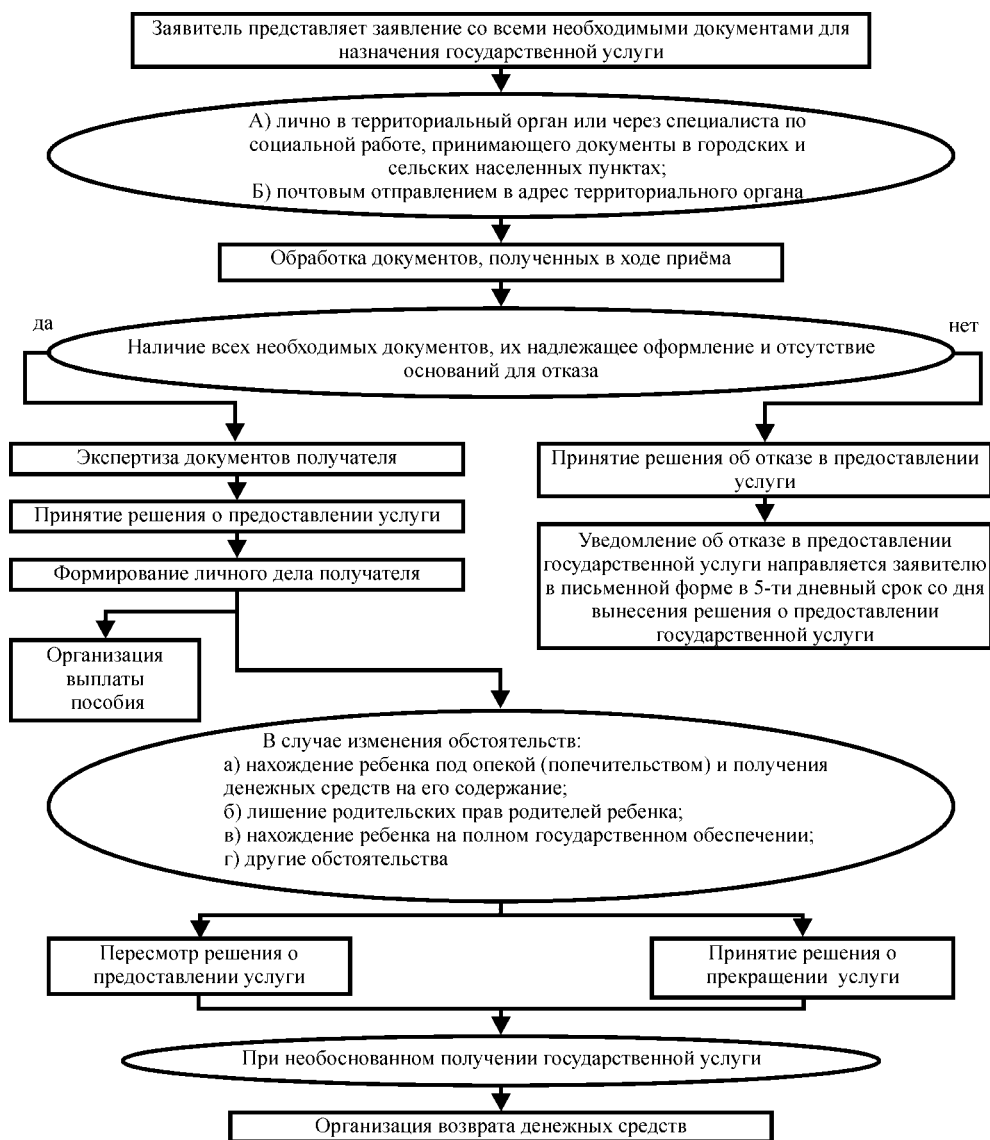 Заявитель представляет заявление со всеми необходимыми документами для
назначения государственной услуги
А) лично в территориальный орган или через специалиста по
социальной работе, принимающего документы в городских и
сельских населенных пунктах;
Б) почтовым отправлением в адрес территориального органа
Обработка документов, полученных в ходе приёма
да
нет
Наличие всех необходимых документов, их надлежащее оформление и отсутствие
оснований для отказа
Экспертиза документов получателя
Принятие решения о предоставлении услуги
Формирование личного дела получателя
Организация
выплаты
пособия
Принятие решения об отказе в предоставлении
услуги
Уведомление об отказе в предоставлении
государственной услуги направляется заявителю
в письменной форме в 5-ти дневный срок со дня
вынесения решения о предоставлении
государственной услуги
В случае изменения обстоятельств:
а) нахождение ребенка под опекой (попечительством) и получения
денежных средств на его содержание;
б) лишение родительских прав родителей ребенка;
в) нахождение ребенка на полном государственном обеспечении;
г) другие обстоятельства
Пересмотр решения о
предоставлении услуги
Принятие решения о
прекращении услуги
При необоснованном получении государственной услуги
Организация возврата денежных средств